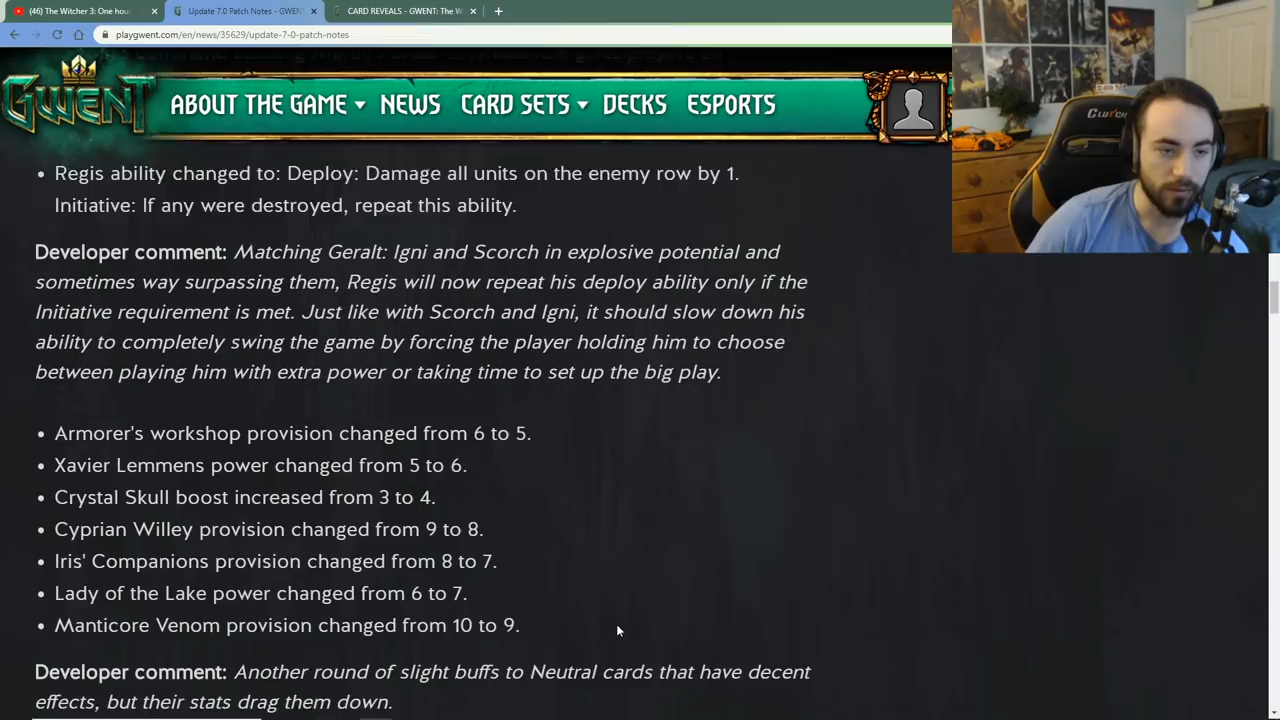 (46) The Witcher 3: One hou
Update 7.0 Patch Notes - GWENT
CARD REVEALS - GWENT: The W
playgwent.com/en/news/35629/update-7-0-patch-notes
GWENT
ABOUT THE GAME NEWS CARD SETS DECKS ESPORTS
CLUTCH
• Regis ability changed to: Deploy: Damage all units on the enemy row by 1.
Initiative: If any were destroyed, repeat this ability.
Developer comment: Matching Geralt: Igni and Scorch in explosive potential and
sometimes way surpassing them, Regis will now repeat his deploy ability only if the
Initiative requirement is met. Just like with Scorch and Igni, it should slow down his
ability to completely swing the game by forcing the player holding him to choose
between playing him with extra power or taking time to set up the big play.
• Armorer's workshop provision changed from 6 to 5.
• Xavier Lemmens power changed from 5 to 6.
• Crystal Skull boost increased from 3 to 4.
• Cyprian Willey provision changed from 9 to 8.
• Iris' Companions provision changed from 8 to 7.
• Lady of the Lake power changed from 6 to 7.
• Manticore Venom provision changed from 10 to 9.
Developer comment: Another round of slight buffs to Neutral cards that have decent
effects, but their stats drag them down.